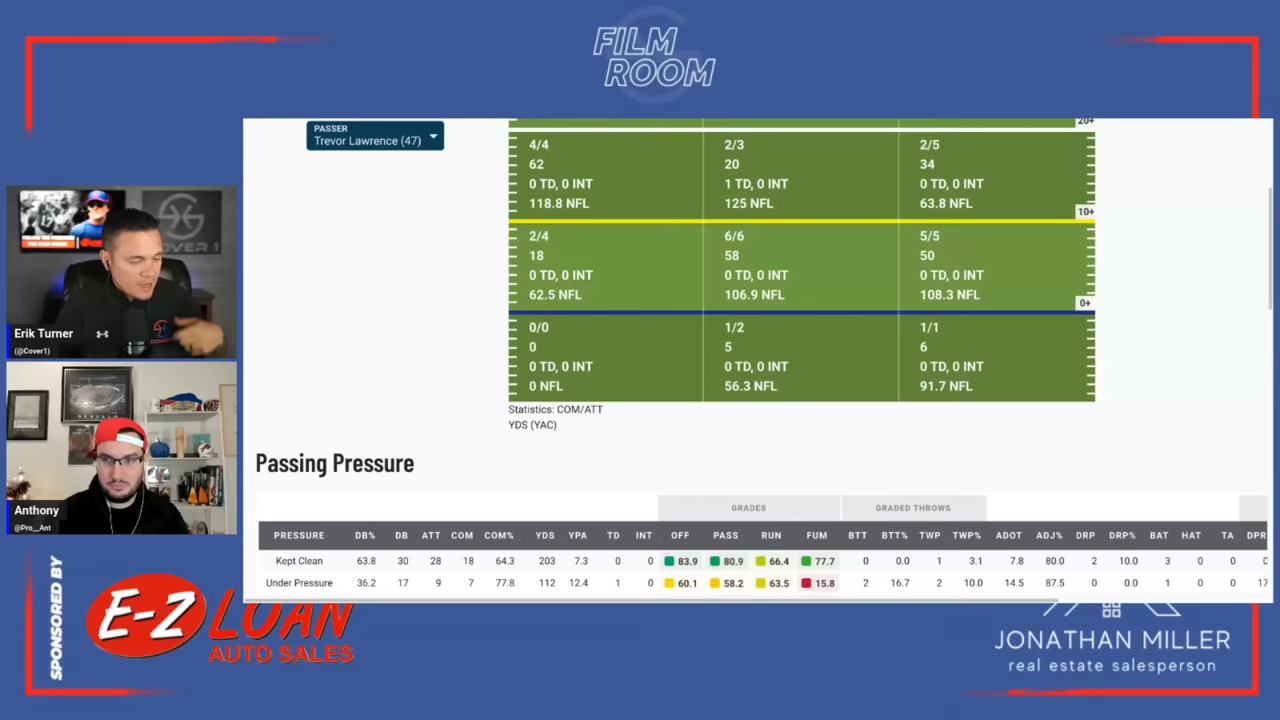 FILM
ROOM
PASSER
Trevor Lawrence (47)
20+
4/4 2/3 2/5
62 20 34
0 TD, 0 INT 1 TD, 0 INT 0 TD, 0 INT
118.8 NFL 125 NFL 63.8 NFL
10+
2/4 6/6 5/5
18 58 50
0 TD, 0 INT 0 TD, 0 INT 0 TD, 0 INT
62.5 NFL 106.9 NFL 108.3 NFL
0+
0/0 1/2 1/1
0 5 6
0 TD, 0 INT 0 TD, 0 INT 0 TD, 0 INT
0 NFL 56.3 NFL 91.7 NFL
Statistics: COM/ATT
YDS (YAC)
COVER 1
Erik Turner
(@Cover1)
Anthony
@Pro__Ant
Passing Pressure
GRADES GRADED THROWS
PRESSURE DB% DB ATT COM COM% YDS YPA TD INT OFF PASS RUN FUM BTT BTT% TWP TWP% ADOT ADJ% DRP DRP% BAT HAT TA DPR
Kept Clean 63.8 30 28 18 64.3 203 7.3 0 0 83.9 80.9 66.4 77.7 0 0.0 1 3.1 7.8 80.0 2 10.0 3 0 0 0
Under Pressure 36.2 17 9 7 77.8 112 12.4 1 0 60.1 58.2 63.5 15.8 2 16.7 2 10.0 14.5 87.5 0 0.0 1 0 0 17
SPONSORED BY
E-Z LOAN
AUTO SALES
JONATHAN MILLER
real estate salesperson